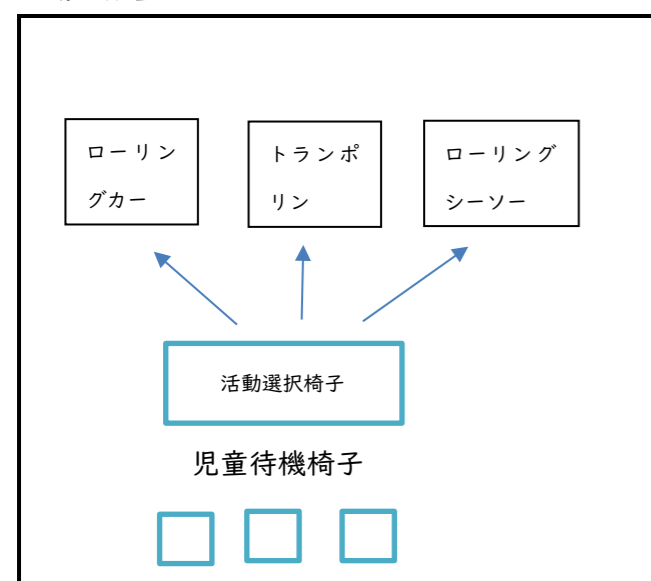 ローリン
グカー
トランポ
リン
ローリング
シーソー
活動選択椅子
児童待機椅子